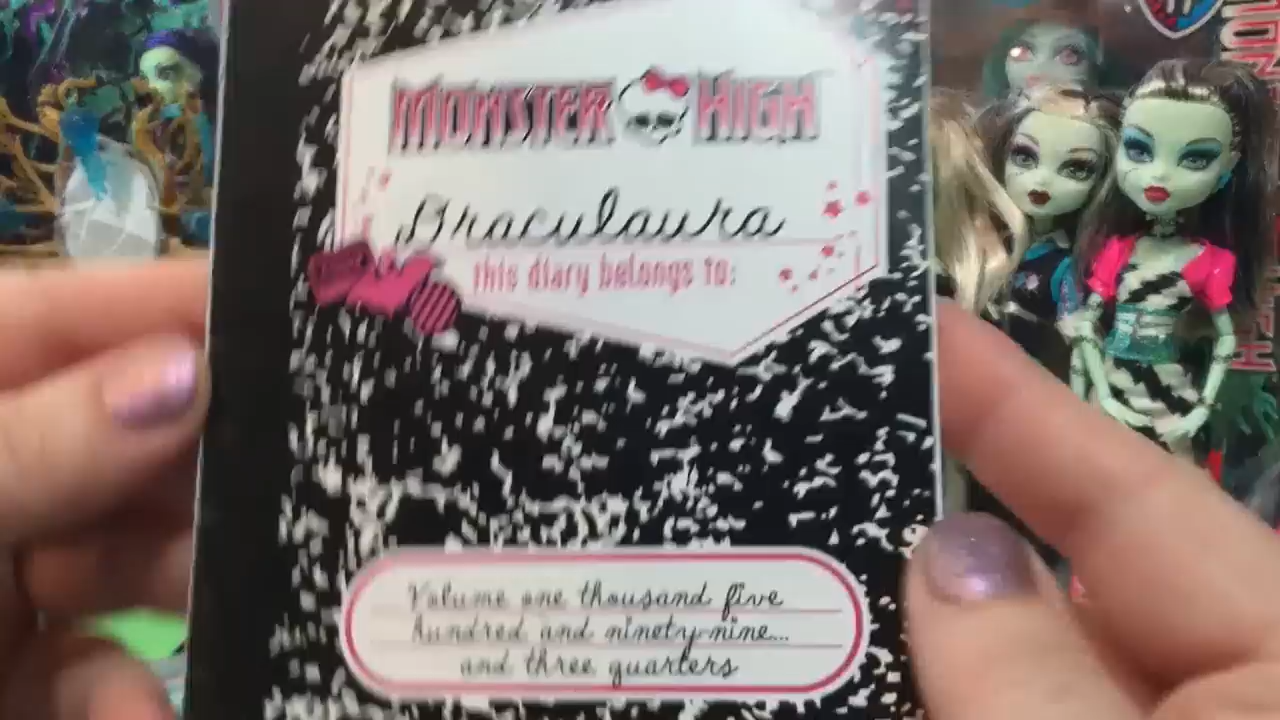 MONSTER HIGH
Draculaura
this diary belongs to:
Volume one thousand five
hundred and ninety-nine...
and three quarters